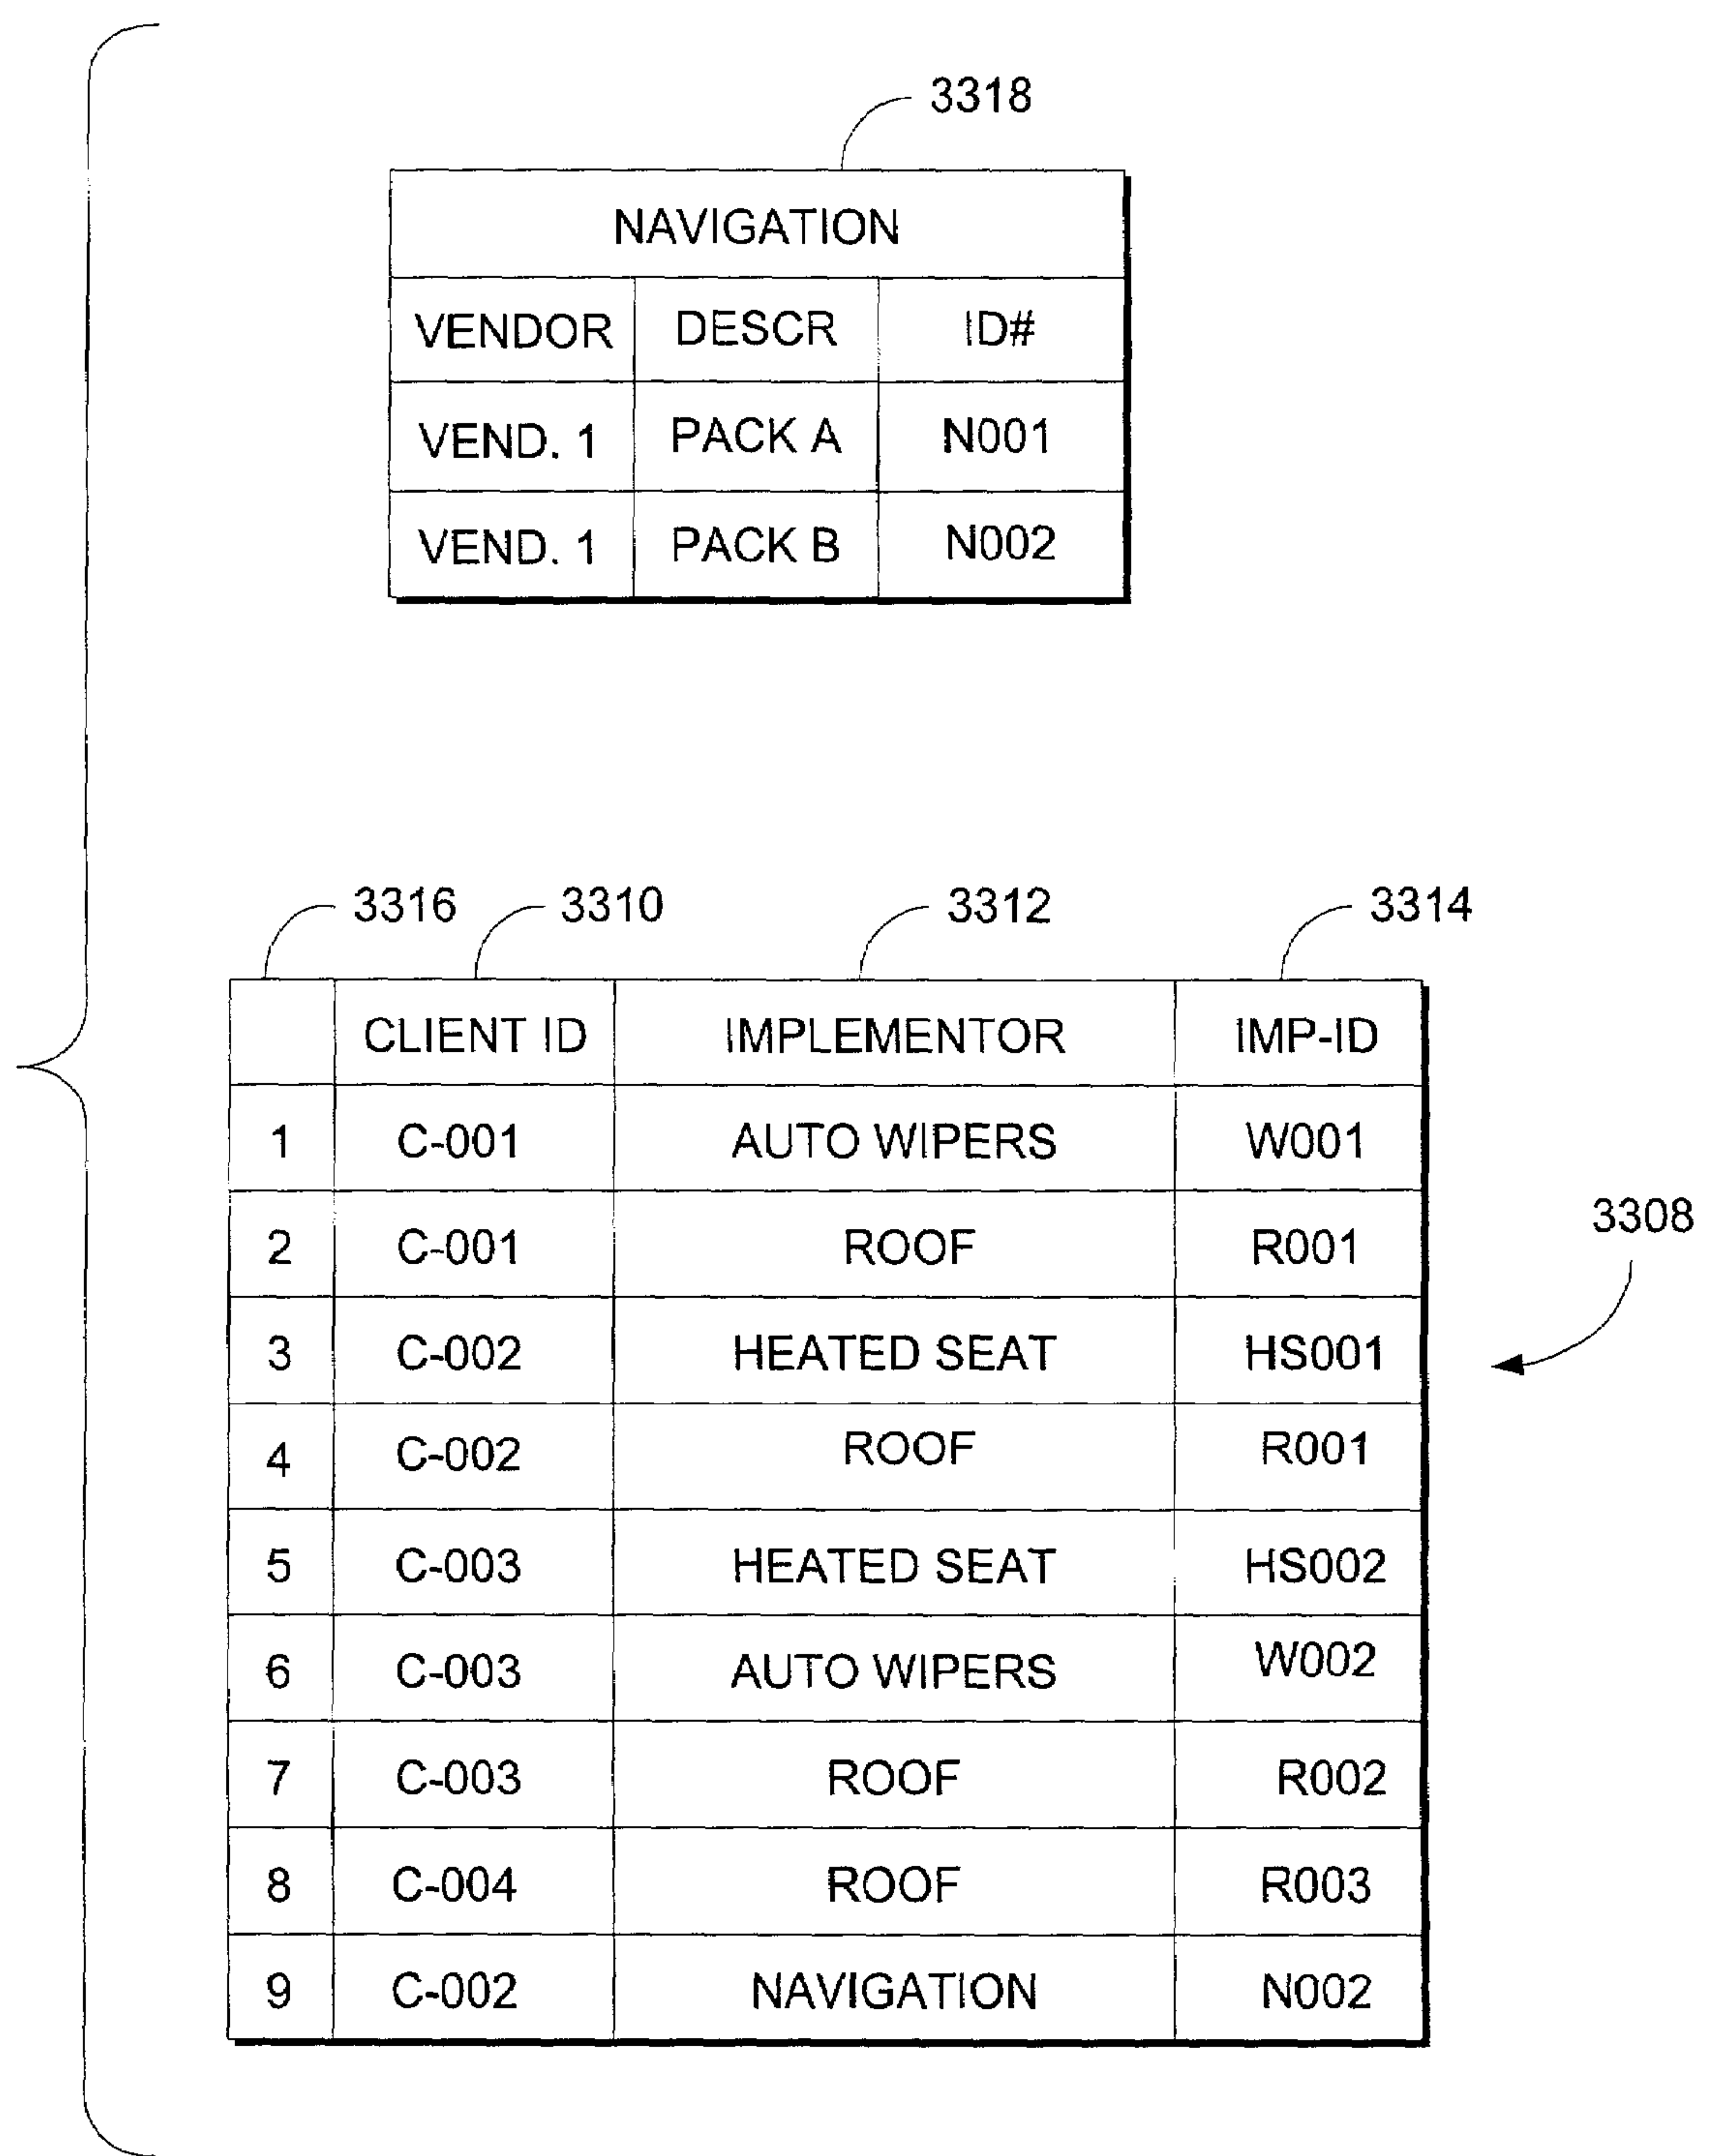 3318
NAVIGATION
VENDOR DESCR ID#
VEND. 1 PACK A N001
VEND. 1 PACK B N002
3316 3310 3312 3314
CLIENT ID IMPLEMENTOR IMP-ID
1 C-001 AUTO WIPERS W001
2 C-001 ROOF R001
3308
3 C-002 HEATED SEAT HS001
4 C-002 ROOF R001
5 C-003 HEATED SEAT HS002
6 C-003 AUTO WIPERS W002
7 C-003 ROOF R002
8 C-004 ROOF R003
9 C-002 NAVIGATION N002